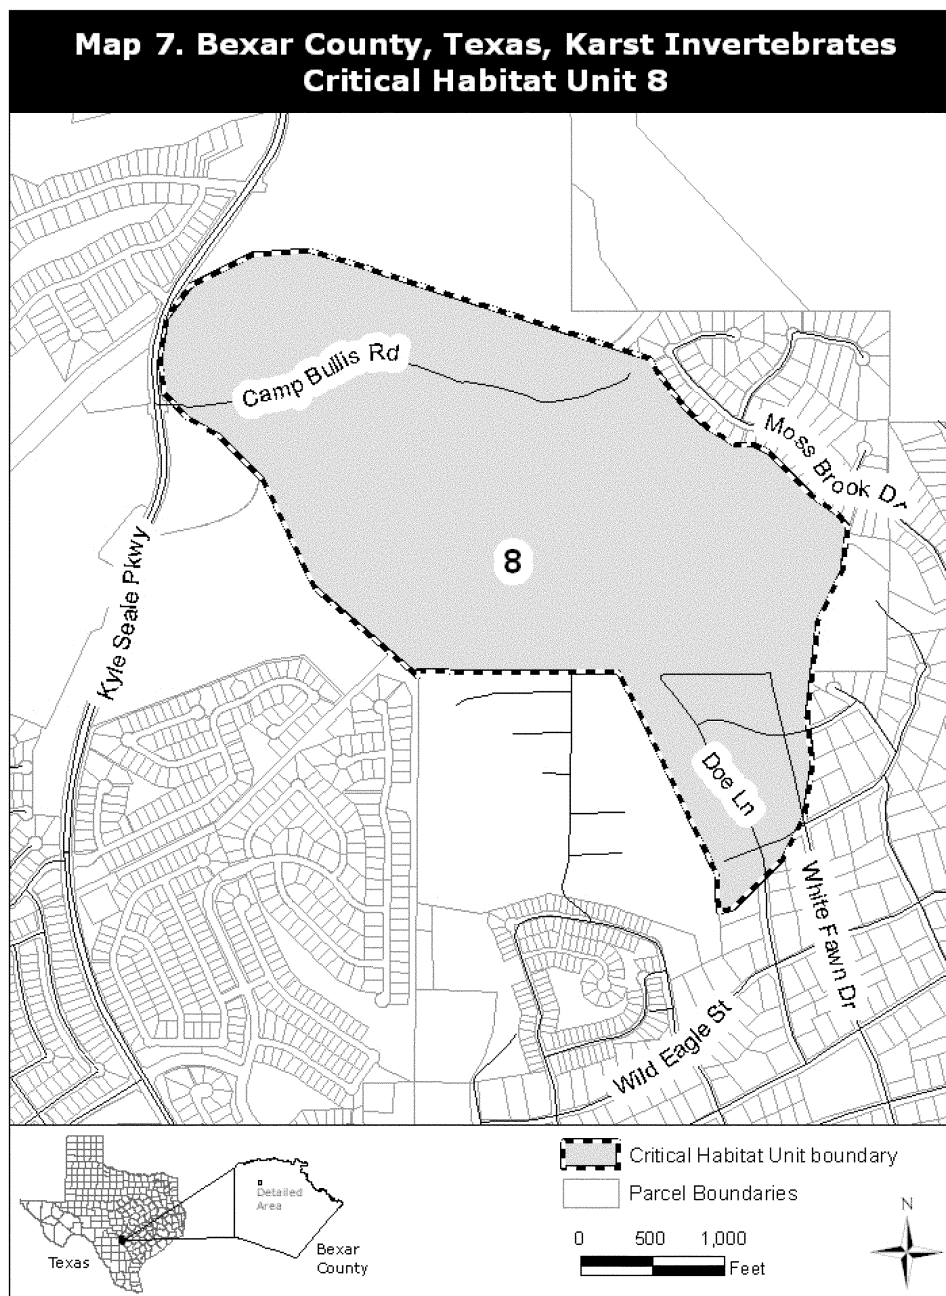 Map 7. Bexar County, Texas, Karst Invertebrates
Critical Habitat Unit 8
Camp Bullis Rd
Moss Brook Dr
8
Kyle Seale Pkwy
Doe Ln
White Fawn Dr
Wild Eagle St
Texas
Detailed
Area
Bexar
County
Critical Habitat Unit boundary
Parcel Boundaries
0 500 1,000
Feet
N